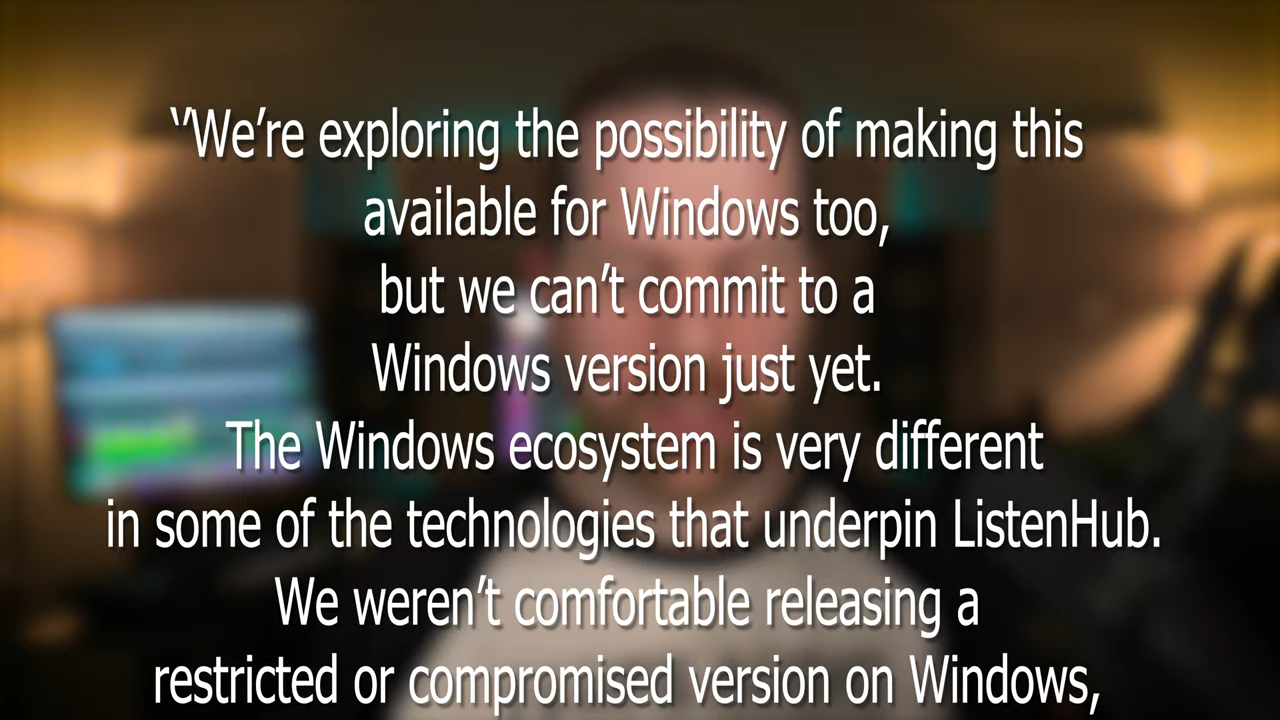 “We’re exploring the possibility of making this
available for Windows too,
but we can’t commit to a
Windows version just yet.
The Windows ecosystem is very different
in some of the technologies that underpin ListenHub.
We weren’t comfortable releasing a
restricted or compromised version on Windows,